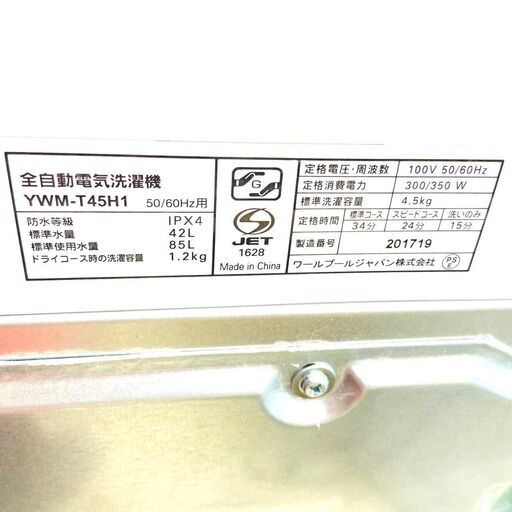 全自動電気洗濯機
YWM-T45H1 50/60Hz用
防水等級 IPX4
標準水量 42L
標準使用水量 85L
ドライコース時の洗濯容量 1.2kg
G
JET
1628
Made in China
定格電圧・周波数 100V 50/60Hz
定格消費電力 300/350 W
標準洗濯容量 4.5kg
定格時間 標準コース スピードコース 洗いのみ
34分 24分 15分
製造番号 201719
ワールプールジャパン株式会社 PSE